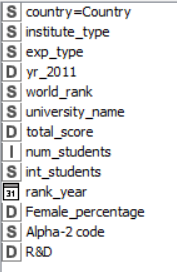 S country=Country
S institute_type
S exp_type
D yr_2011
S world_rank
S university_name
D total_score
I num_students
S int_students
31 rank_year
D Female_percentage
S Alpha-2 code
D R&D